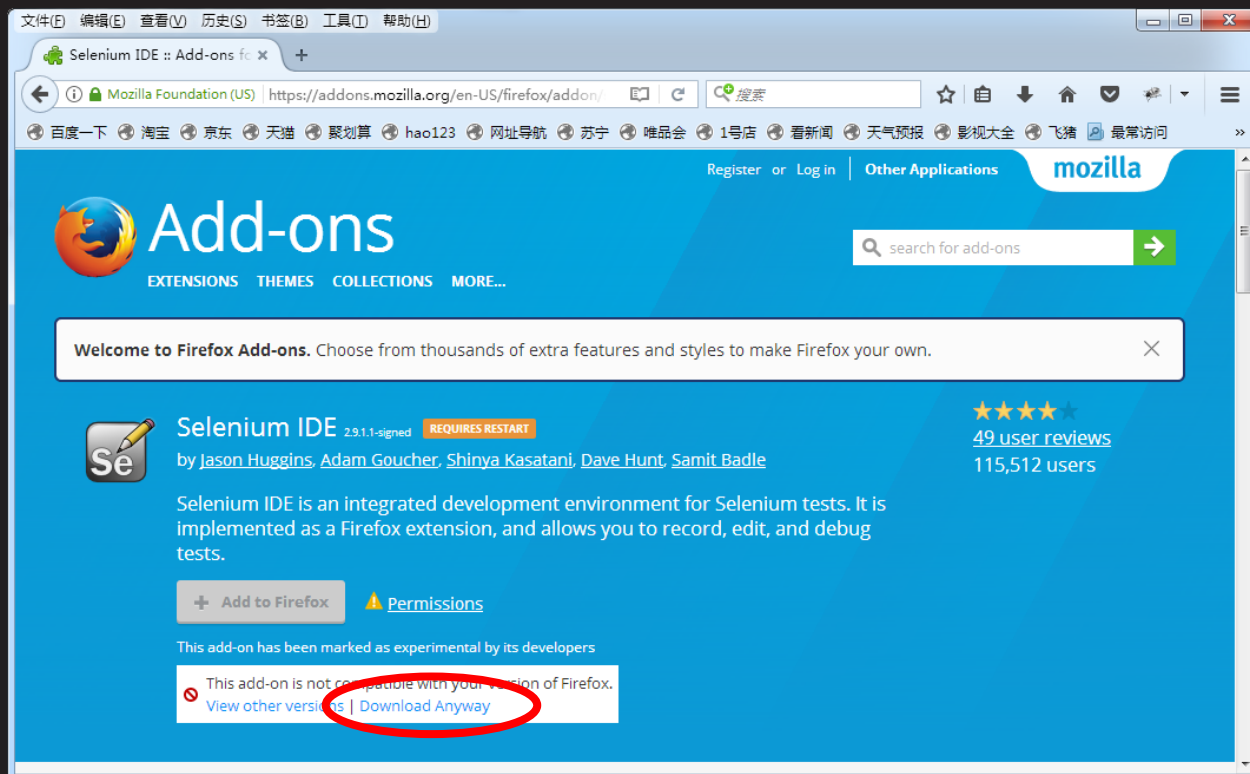 文件(F) 编辑(E) 查看(V) 历史(S) 书签(B) 工具(T) 帮助(H)
Selenium IDE :: Add-ons fo
Mozilla Foundation (US) https://addons.mozilla.org/en-US/firefox/addon/ 搜索
百度一下 淘宝 京东 天猫 聚划算 hao123 网址导航 苏宁 唯品会 1号店 看新闻 天气预报 影视大全 飞猪 最常访问 »
Register or Log in Other Applications mozilla
Add-ons
search for add-ons
EXTENSIONS THEMES COLLECTIONS MORE...
Welcome to Firefox Add-ons. Choose from thousands of extra features and styles to make Firefox your own.
Se
Selenium IDE 2.9.1.1-signed REQUIRES RESTART
by Jason Huggins, Adam Goucher, Shinya Kasatani, Dave Hunt, Samit Badle
49 user reviews
115,512 users
Selenium IDE is an integrated development environment for Selenium tests. It is
implemented as a Firefox extension, and allows you to record, edit, and debug
tests.
+ Add to Firefox Permissions
This add-on has been marked as experimental by its developers
This add-on is not compatible with your version of Firefox.
View other versions | Download Anyway